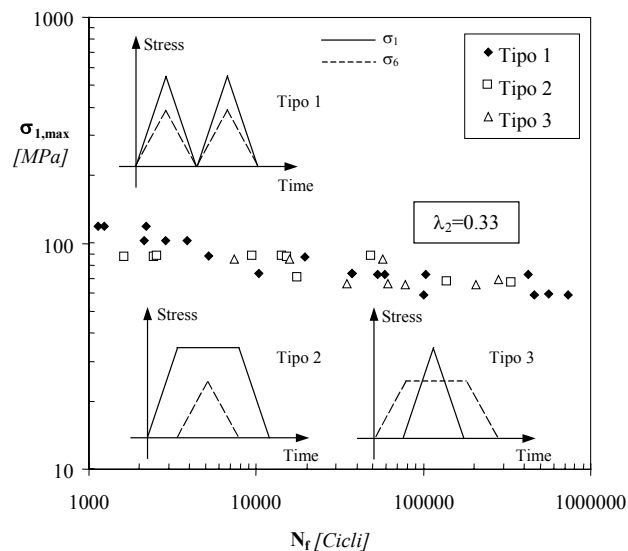 1000
Stress
σ1
σ6
Tipo 1
Time
Tipo 1
Tipo 2
Tipo 3
σ1,max
[MPa]
λ2=0.33
100
Stress
Tipo 2
Time
Stress
Tipo 3
Time
10
1000
10000
100000
1000000
Nf [Cicli]